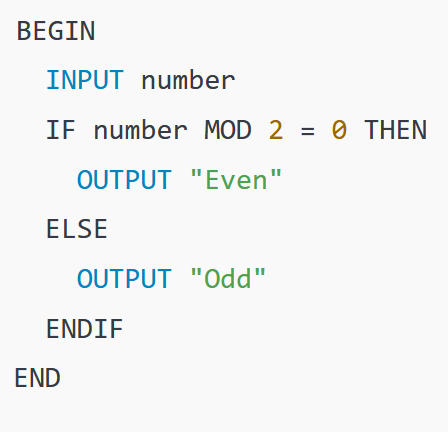 BEGIN
INPUT number
IF number MOD 2 = 0 THEN
OUTPUT "Even"
ELSE
OUTPUT "Odd"
ENDIF
END